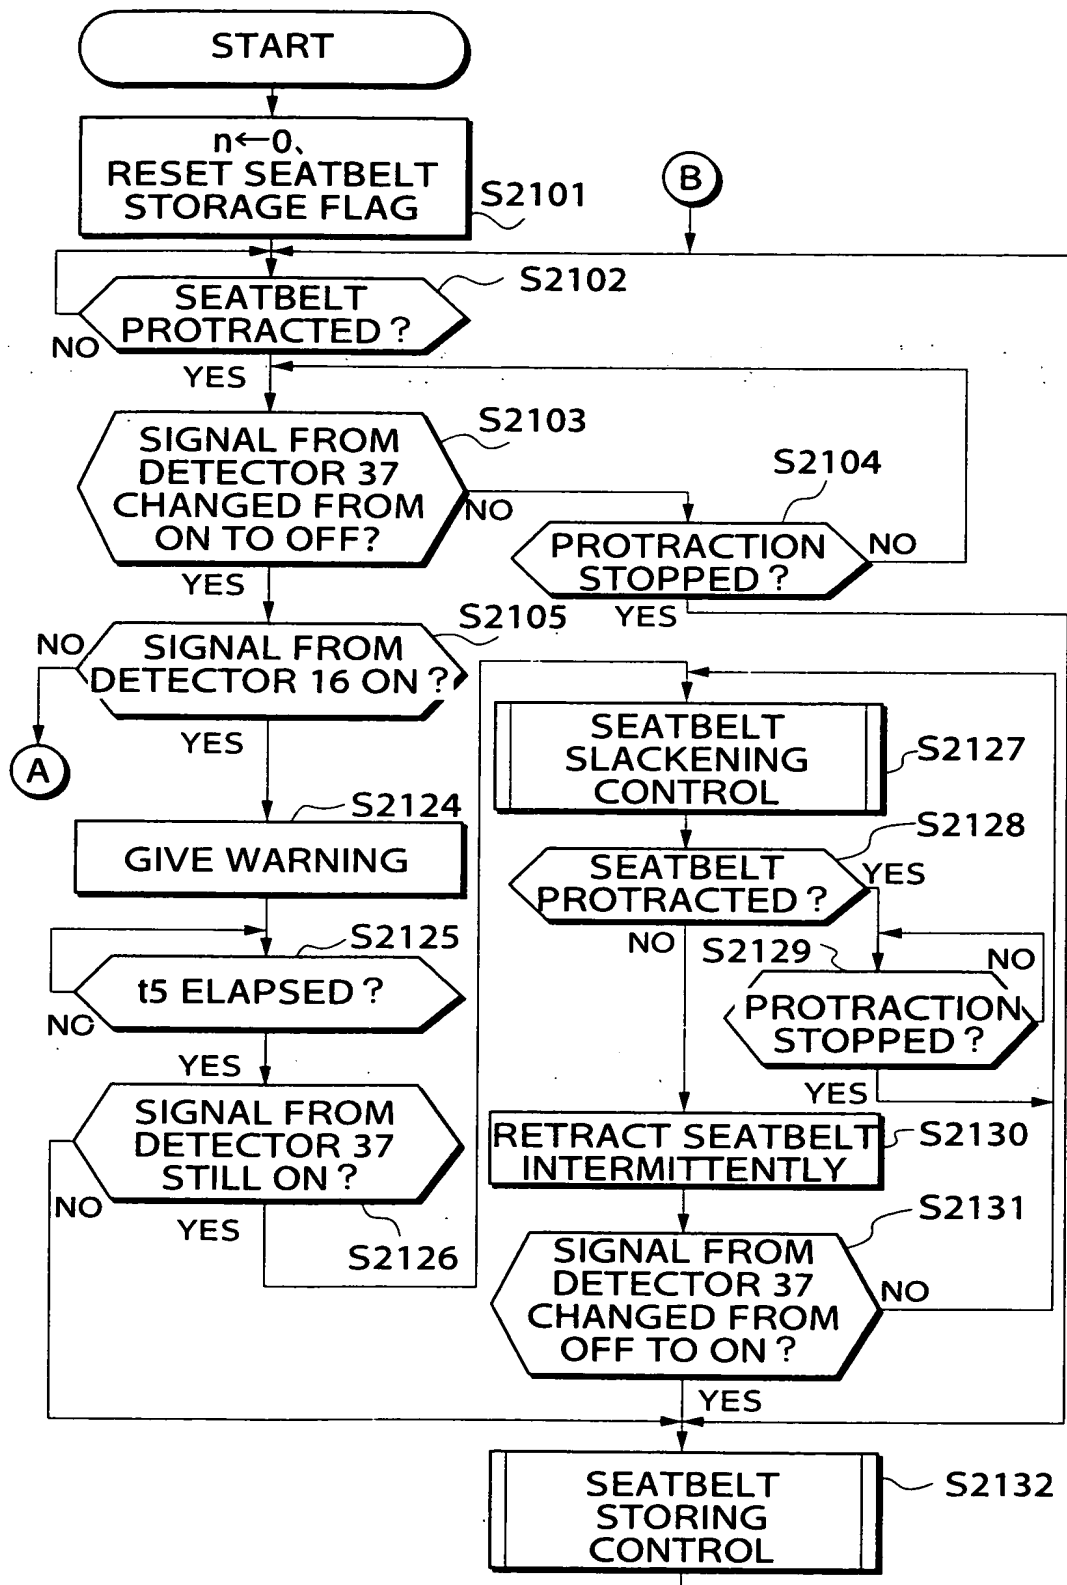 START
n←0、
RESET SEATBELT
STORAGE FLAG
S2101
B
SEATBELT
PROTRACTED ?
S2102
NO
YES
SIGNAL FROM
DETECTOR 37
CHANGED FROM
ON TO OFF?
S2103
NO
YES
S2104
PROTRACTION
STOPPED ?
NO
YES
S2105
SIGNAL FROM
DETECTOR 16 ON ?
NO
YES
A
S2124
GIVE WARNING
S2125
t5 ELAPSED ?
NO
YES
SIGNAL FROM
DETECTOR 37
STILL ON ?
NO
YES
S2126
SEATBELT
SLACKENING
CONTROL
S2127
S2128
SEATBELT
PROTRACTED ?
YES
NO
S2129
PROTRACTION
STOPPED ?
NO
YES
RETRACT SEATBELT
INTERMITTENTLY
S2130
S2131
SIGNAL FROM
DETECTOR 37
CHANGED FROM
OFF TO ON ?
NO
YES
SEATBELT
STORING
CONTROL
S2132